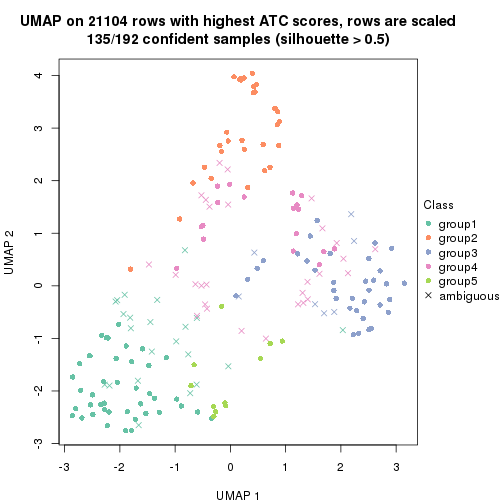 UMAP on 21104 rows with highest ATC scores, rows are scaled
135/192 confident samples (silhouette > 0.5)
4
3
2
1
0
-1
-2
-3
UMAP 2
-3
-2
-1
0
1
2
3
UMAP 1
Class
group1
group2
group3
group4
group5
ambiguous